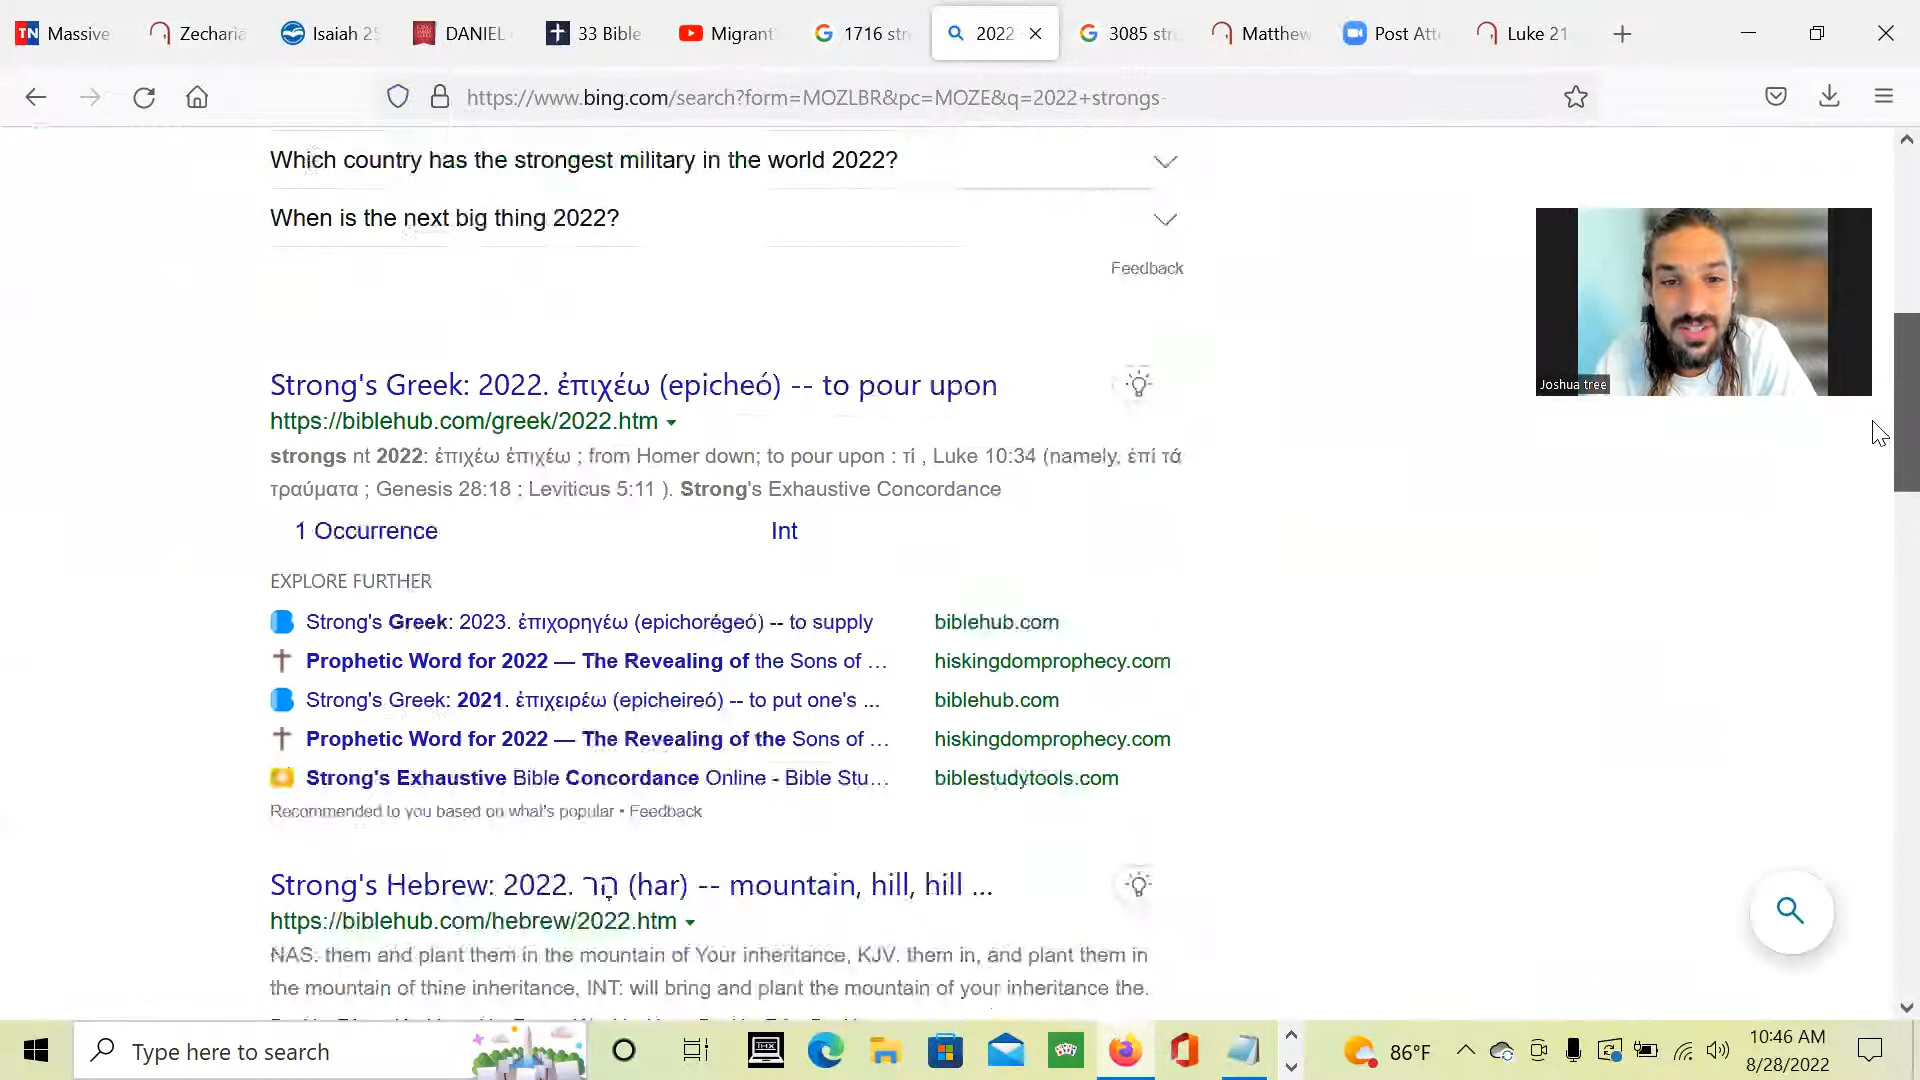 TN Massive
Zecharia
Isaiah 25
DANIEL
33 Bible
Migrant
1716 str
2022
3085 stro
Matthew
Post Atte
Luke 21
https://www.bing.com/search?form=MOZLBR&pc=MOZE&q=2022+strongs
Which country has the strongest military in the world 2022?
When is the next big thing 2022?
Feedback
Joshua tree
Strong's Greek: 2022. ἐπιχέω (epicheó) -- to pour upon
https://biblehub.com/greek/2022.htm
strongs nt 2022: ἐπιχέω ἐπιχέω ; from Homer down; to pour upon : τί , Luke 10:34 (namely, ἐπί τά
τραύματα ; Genesis 28:18 ; Leviticus 5:11 ). Strong's Exhaustive Concordance
1 Occurrence
Int
EXPLORE FURTHER
Strong's Greek: 2023. ἐπιχορηγέω (epichorégeó) -- to supply
biblehub.com
Prophetic Word for 2022 — The Revealing of the Sons of ...
hiskingdomprophecy.com
Strong's Greek: 2021. ἐπιχειρέω (epicheireó) -- to put one's ...
biblehub.com
Prophetic Word for 2022 — The Revealing of the Sons of ...
hiskingdomprophecy.com
Strong's Exhaustive Bible Concordance Online - Bible Stu...
biblestudytools.com
Recommended to you based on what's popular • Feedback
Strong's Hebrew: 2022. הָר (har) -- mountain, hill, hill ...
https://biblehub.com/hebrew/2022.htm
NAS: them and plant them in the mountain of Your inheritance, KJV: them in, and plant them in
the mountain of thine inheritance, INT: will bring and plant the mountain of your inheritance the.
Type here to search
THX
86°F
10:46 AM
8/28/2022